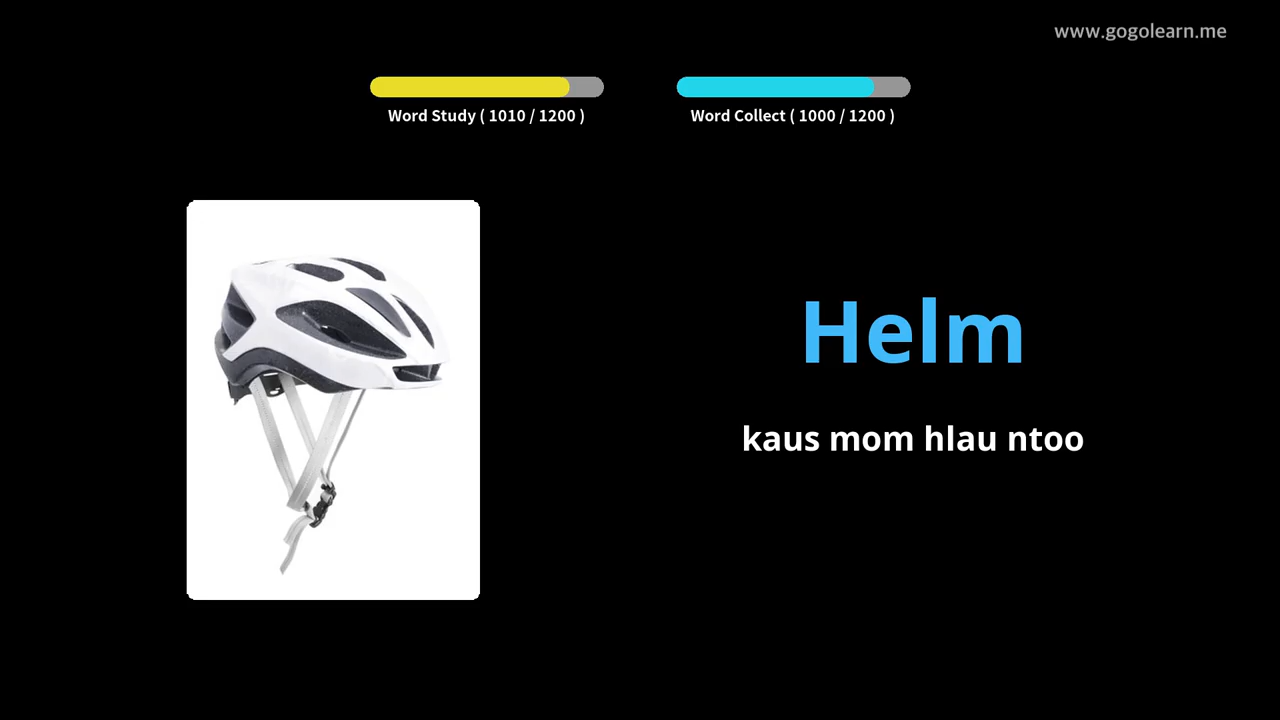 www.gogolearn.me
Word Study ( 1010 / 1200 )
Word Collect ( 1000 / 1200 )
Helm
kaus mom hlau ntoo